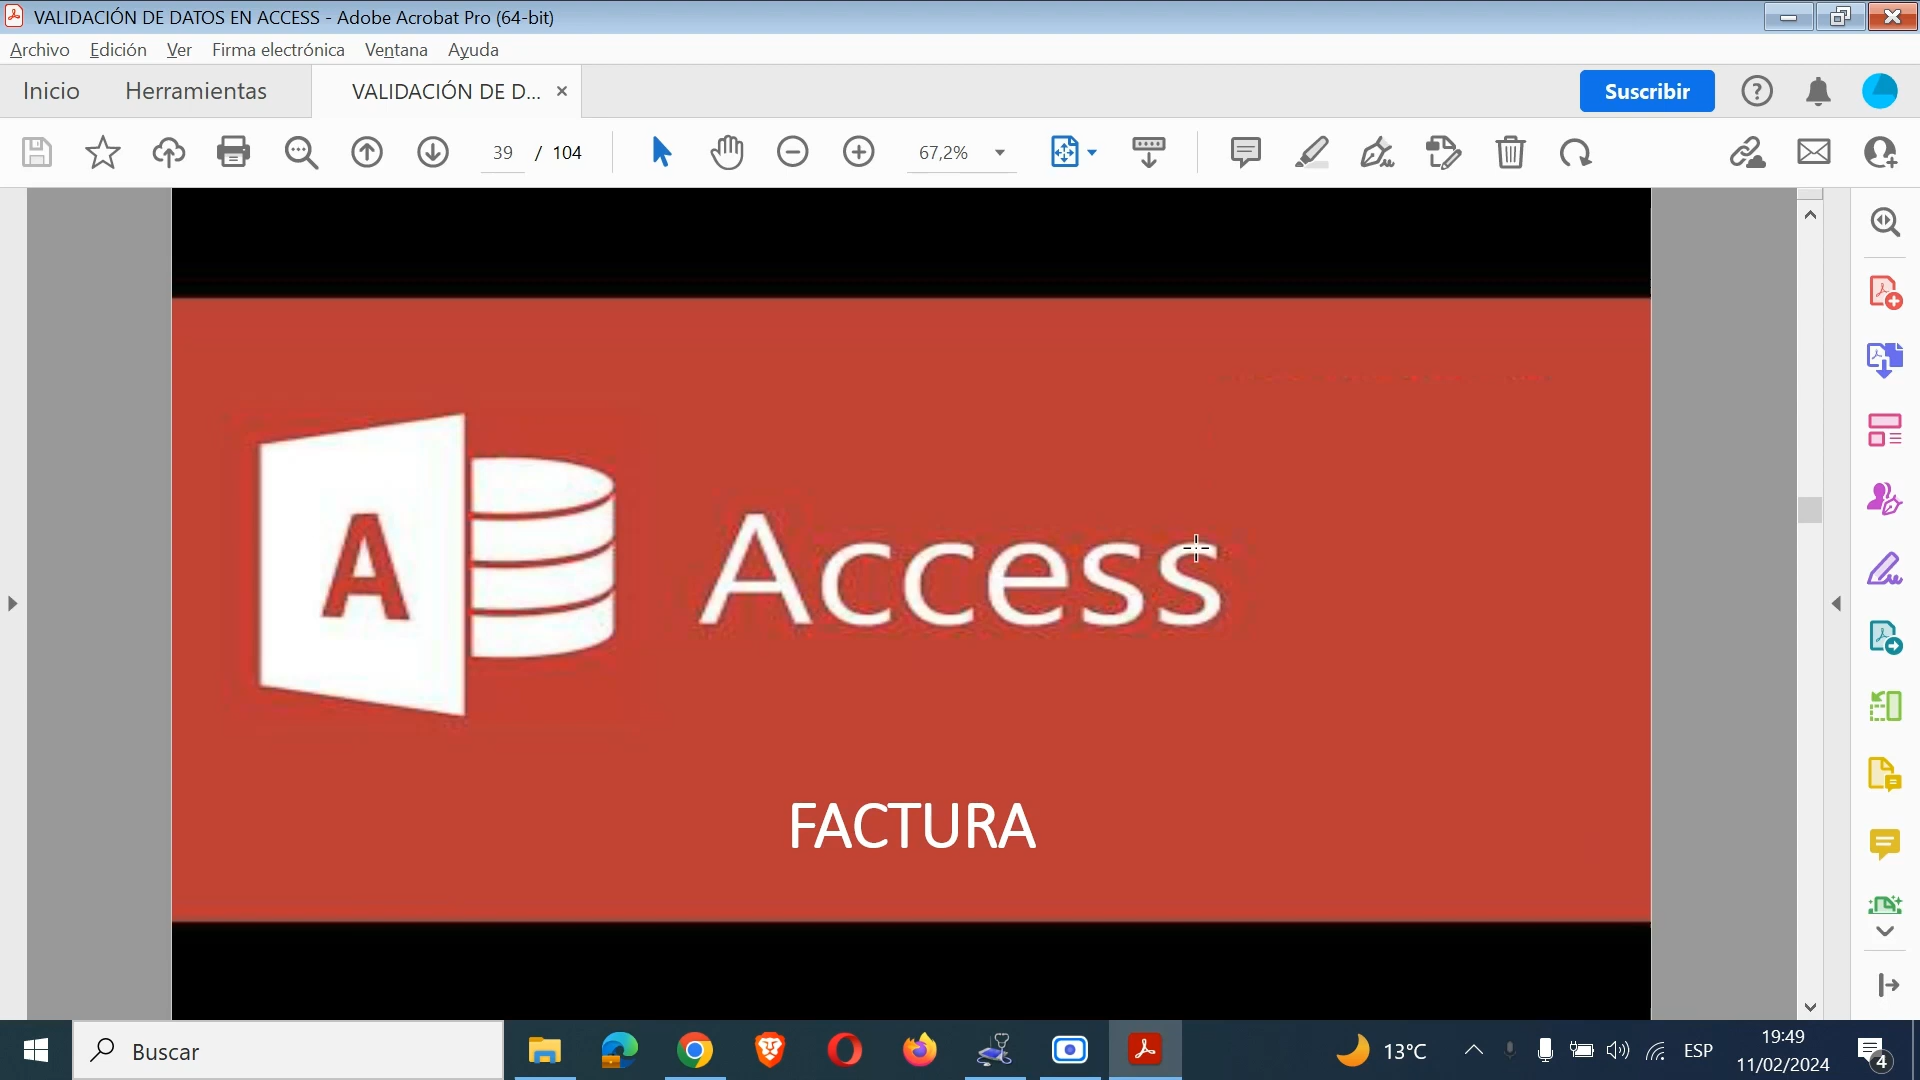 VALIDACIÓN DE DATOS EN ACCESS - Adobe Acrobat Pro (64-bit)
Archivo Edición Ver Firma electrónica Ventana Ayuda
Inicio Herramientas VALIDACIÓN DE D... × Suscribir
39 / 104 67,2%
A Access
FACTURA
Buscar 13°C ESP 19:49
11/02/2024 4